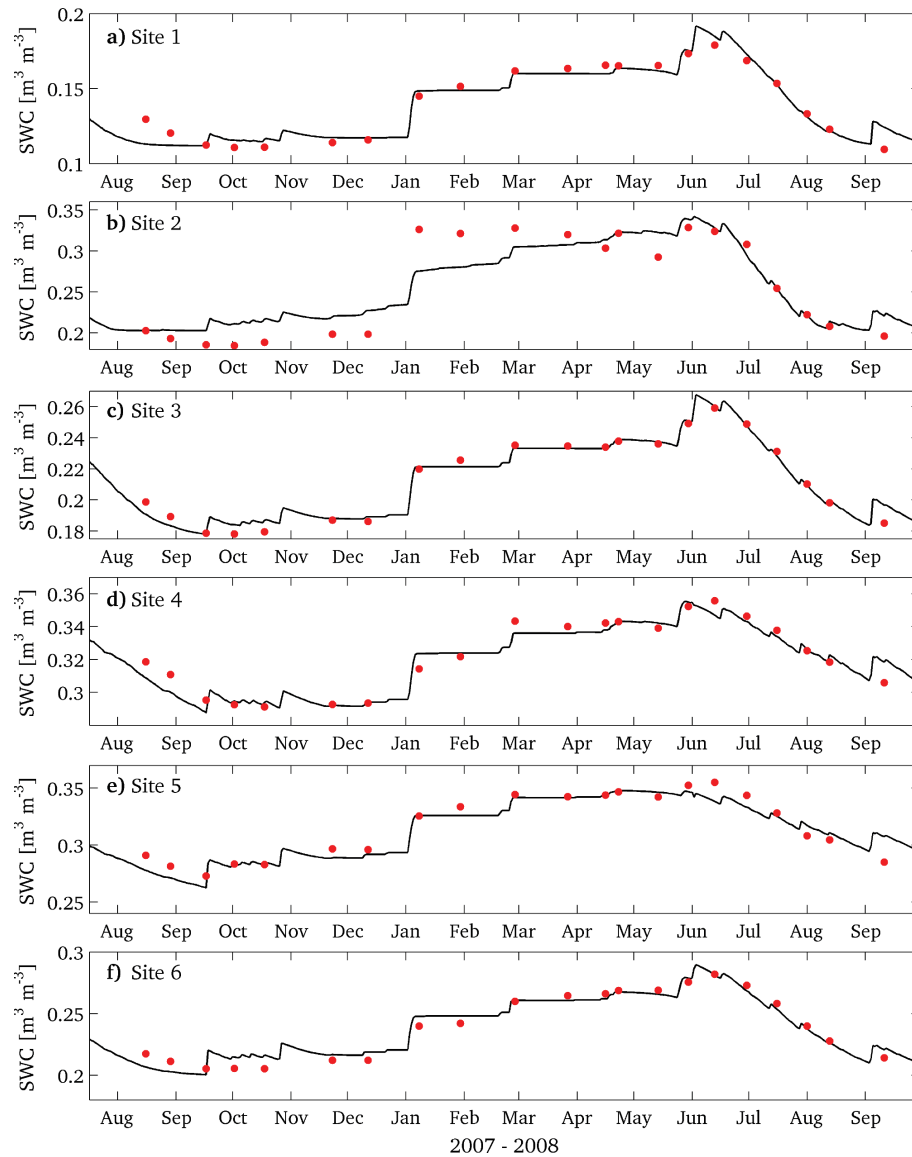 a) Site 1
SWC [m³ m⁻³]
0.2
0.15
0.1
Aug Sep Oct Nov Dec Jan Feb Mar Apr May Jun Jul Aug Sep
b) Site 2
SWC [m³ m⁻³]
0.35
0.3
0.25
0.2
Aug Sep Oct Nov Dec Jan Feb Mar Apr May Jun Jul Aug Sep
c) Site 3
SWC [m³ m⁻³]
0.26
0.24
0.22
0.2
0.18
Aug Sep Oct Nov Dec Jan Feb Mar Apr May Jun Jul Aug Sep
d) Site 4
SWC [m³ m⁻³]
0.36
0.34
0.32
0.3
Aug Sep Oct Nov Dec Jan Feb Mar Apr May Jun Jul Aug Sep
e) Site 5
SWC [m³ m⁻³]
0.35
0.3
0.25
Aug Sep Oct Nov Dec Jan Feb Mar Apr May Jun Jul Aug Sep
f) Site 6
SWC [m³ m⁻³]
0.3
0.25
0.2
Aug Sep Oct Nov Dec Jan Feb Mar Apr May Jun Jul Aug Sep
2007 - 2008